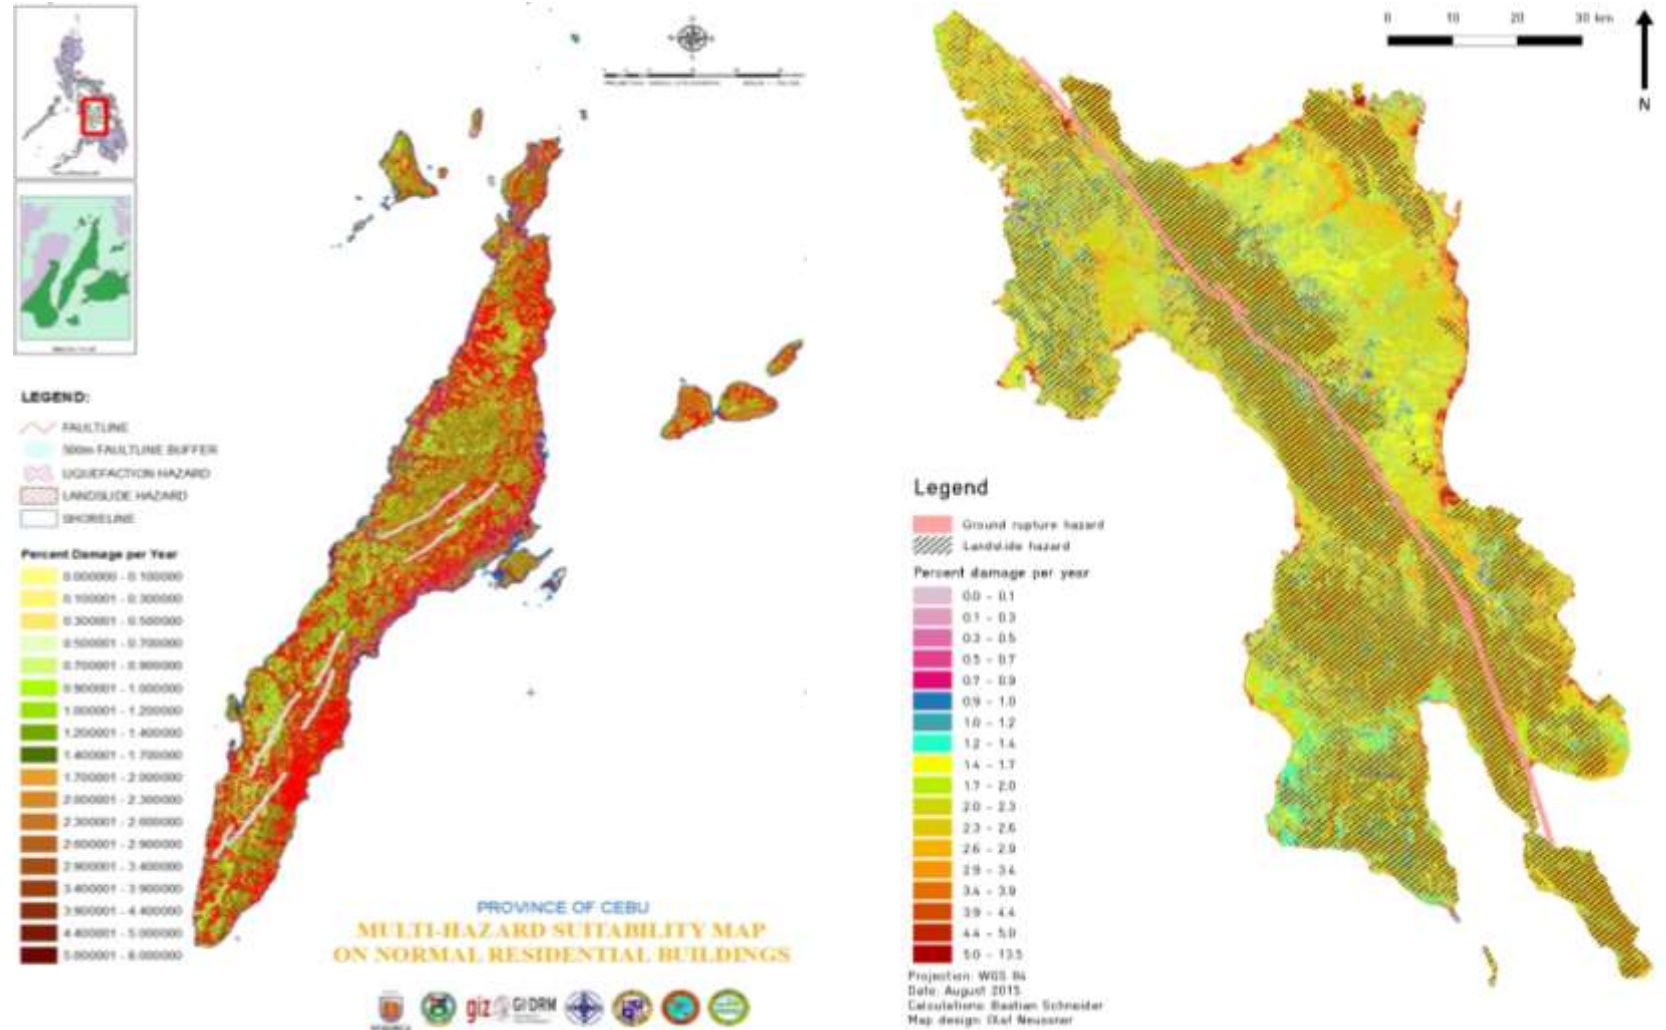 LEGEND:
FAULTLINE
500m FAULTLINE BUFFER
LIQUEFACTION HAZARD
LANDSLIDE HAZARD
SHORELINE
Percent Damage per Year
0.000000 - 0.100000
0.100001 - 0.300000
0.300001 - 0.500000
0.500001 - 0.700000
0.700001 - 0.900000
0.900001 - 1.000000
1.000001 - 1.200000
1.200001 - 1.400000
1.400001 - 1.700000
1.700001 - 2.000000
2.000001 - 2.300000
2.300001 - 2.600000
2.600001 - 2.900000
2.900001 - 3.400000
3.400001 - 3.900000
3.900001 - 4.400000
4.400001 - 5.000000
5.000001 - 6.000000
PROVINCE OF CEBU
MULTI-HAZARD SUITABILITY MAP
ON NORMAL RESIDENTIAL BUILDINGS
giz GIDRM
0 10 20 30 km
N
Legend
Ground rupture hazard
Landslide hazard
Percent damage per year
0.0 - 0.1
0.1 - 0.3
0.3 - 0.5
0.5 - 0.7
0.7 - 0.9
0.9 - 1.0
1.0 - 1.2
1.2 - 1.4
1.4 - 1.7
1.7 - 2.0
2.0 - 2.3
2.3 - 2.6
2.6 - 2.9
2.9 - 3.4
3.4 - 3.9
3.9 - 4.4
4.4 - 5.0
5.0 - 13.5
Projection: WGS 84
Date: August 2015
Calculations: Bastian Schneider
Map design: Olaf Neussner